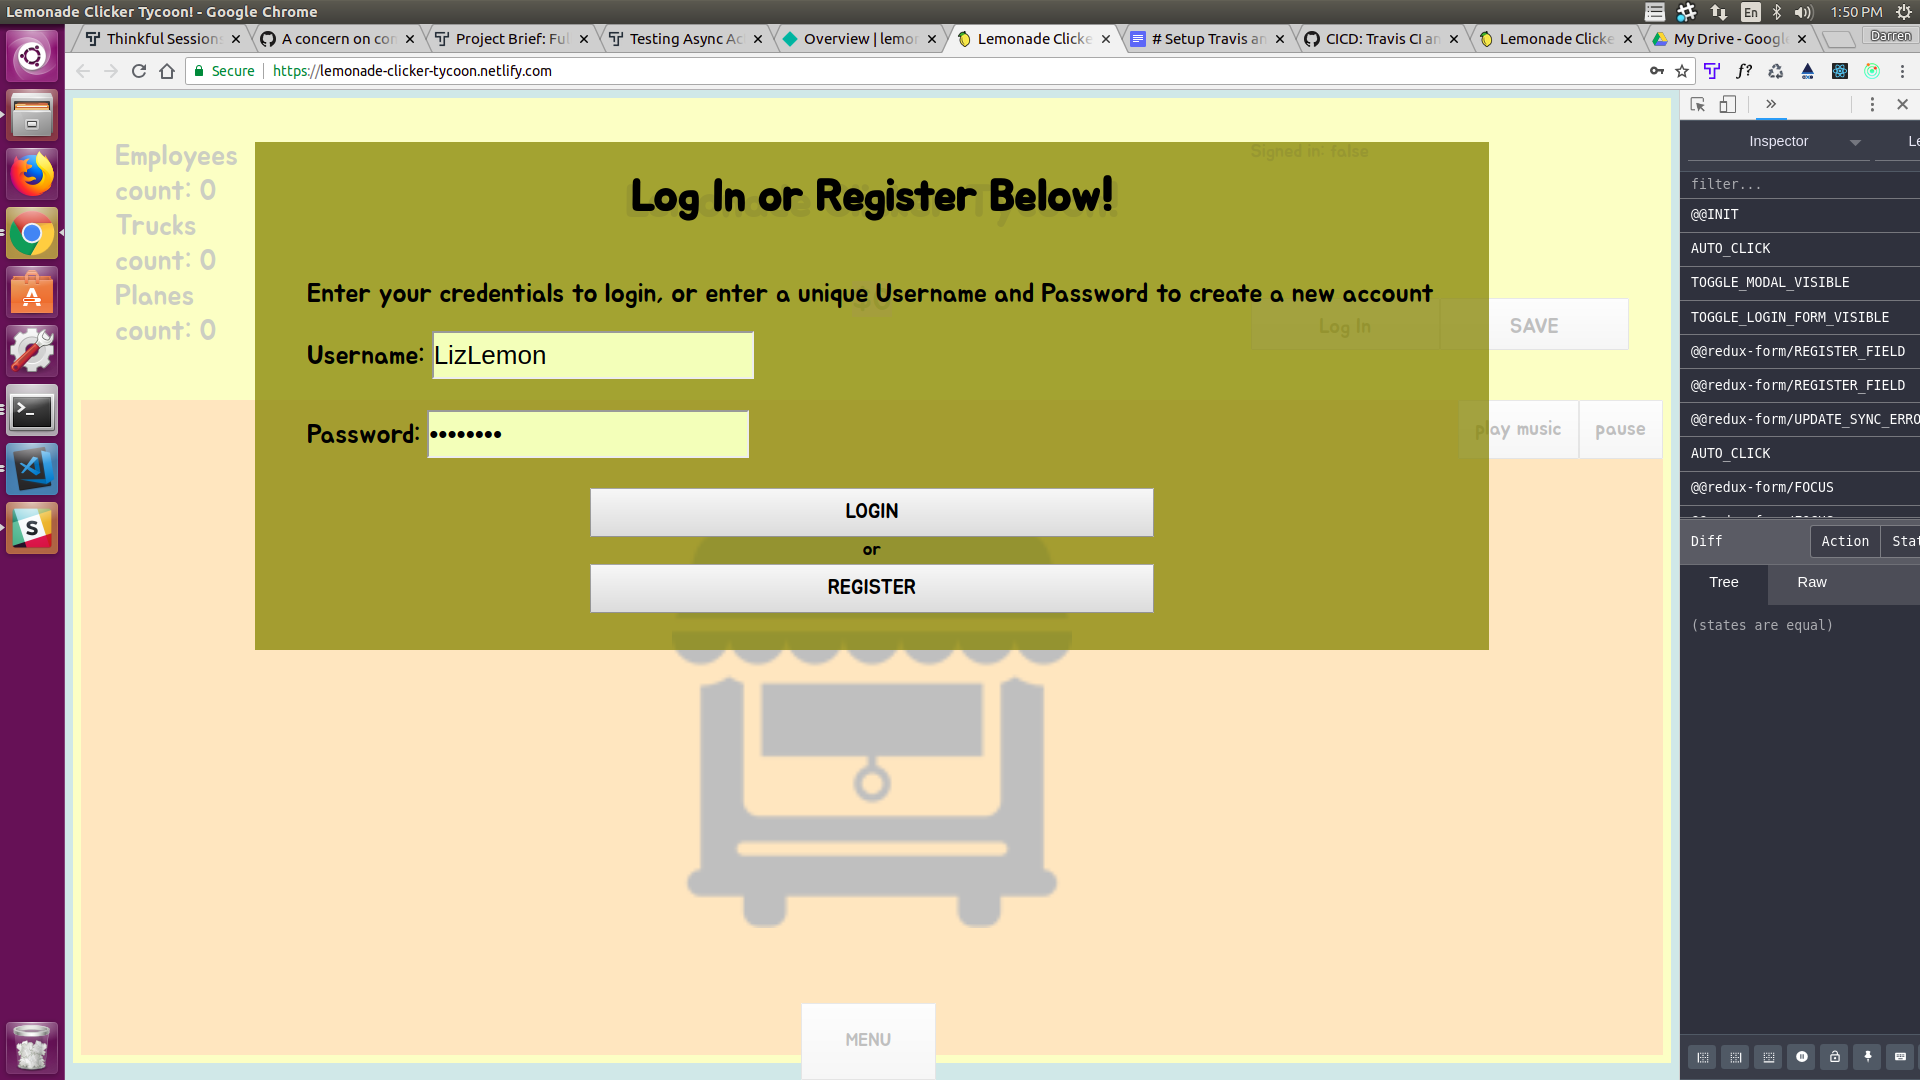 Lemonade Clicker Tycoon! - Google Chrome
En
1:50 PM
Thinkful Session
A concern on con
Project Brief: Ful
Testing Async Ac
Overview | lemon
Lemonade Clicke
# Setup Travis an
CICD: Travis CI an
Lemonade Clicke
My Drive - Google
Darren
Secure
https://lemonade-clicker-tycoon.netlify.com
f?
Employees
count: 0
Trucks
count: 0
Planes
count: 0
Signed in: false
Log In or Register Below!
Enter your credentials to login, or enter a unique Username and Password to create a new account
Username: LizLemon
Password: ••••••••
Log In
SAVE
play music
pause
LOGIN
or
REGISTER
MENU
Inspector
Le
filter...
@@INIT
AUTO_CLICK
TOGGLE_MODAL_VISIBLE
TOGGLE_LOGIN_FORM_VISIBLE
@@redux-form/REGISTER_FIELD
@@redux-form/REGISTER_FIELD
@@redux-form/UPDATE_SYNC_ERRO
AUTO_CLICK
@@redux-form/FOCUS
Diff
Action
Stat
Tree
Raw
(states are equal)